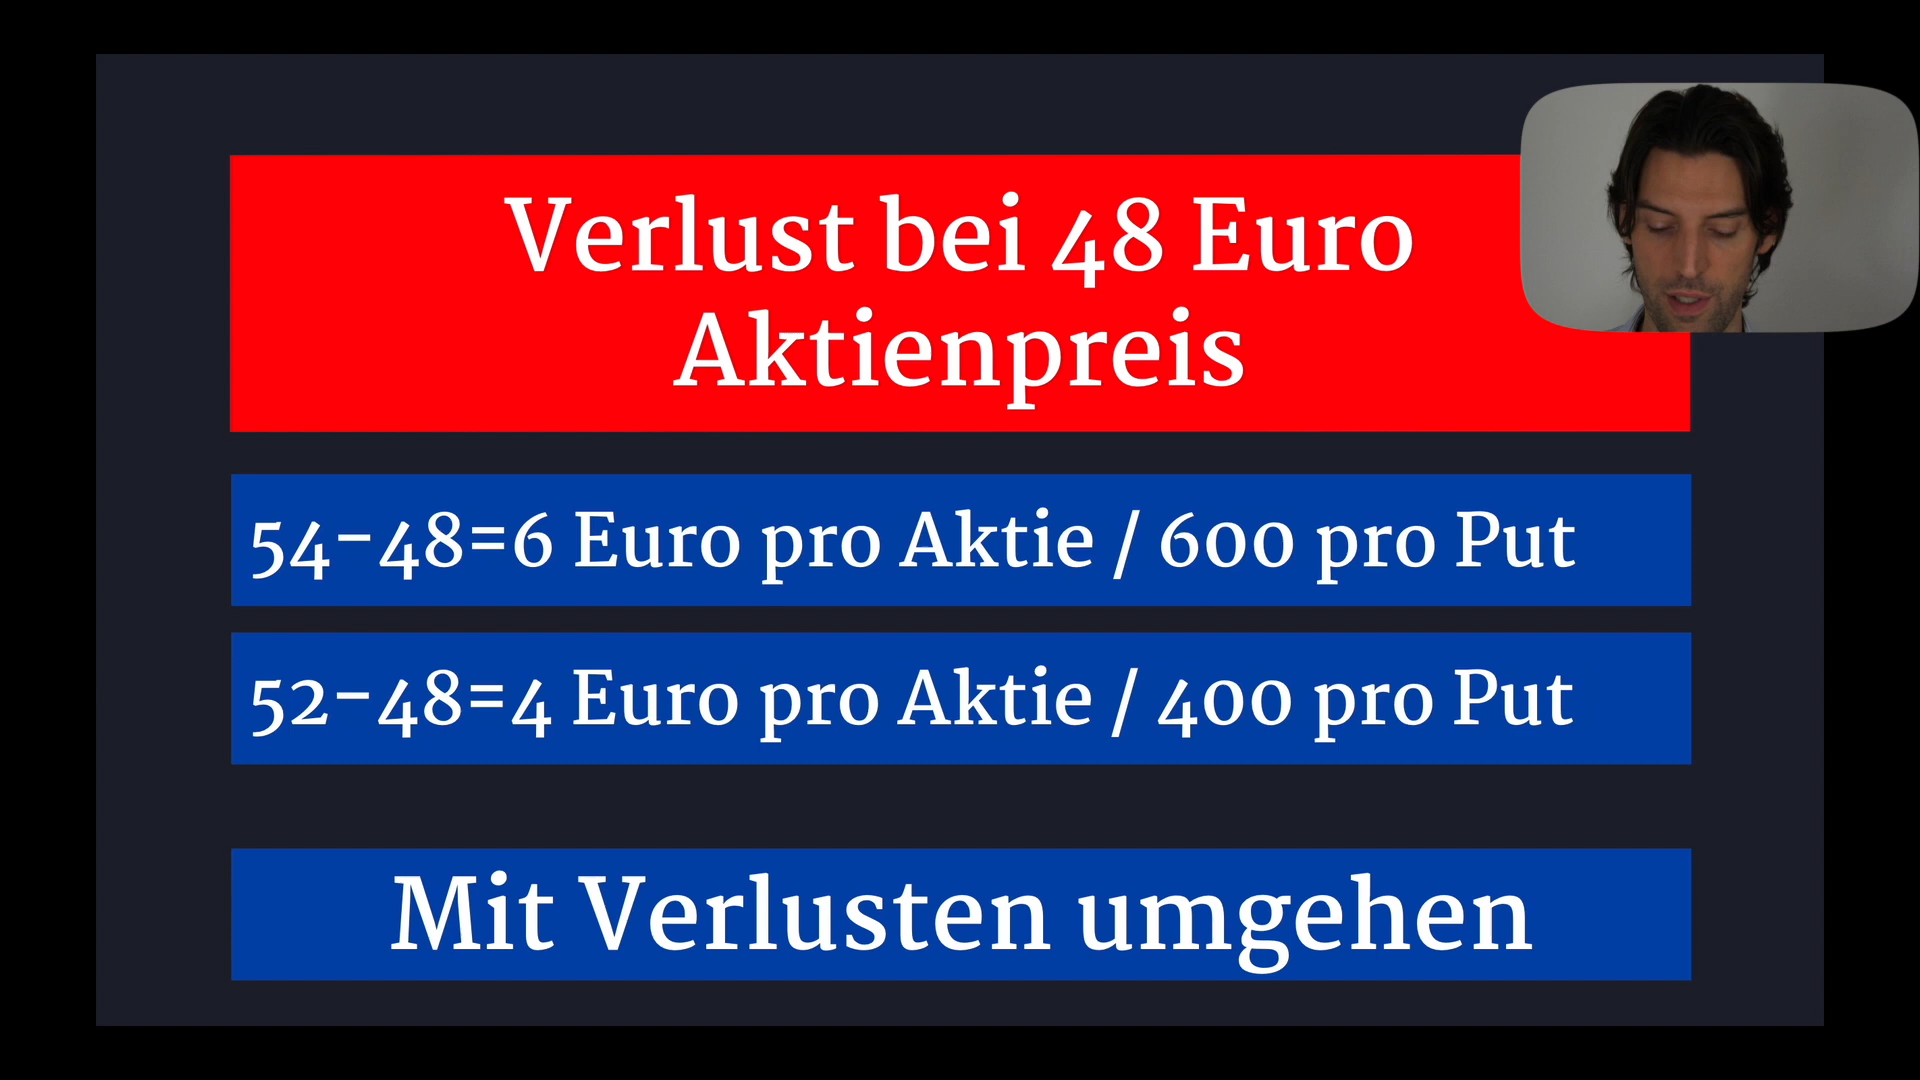 Verlust bei 48 Euro
Aktienpreis
54-48=6 Euro pro Aktie / 600 pro Put
52-48=4 Euro pro Aktie / 400 pro Put
Mit Verlusten umgehen